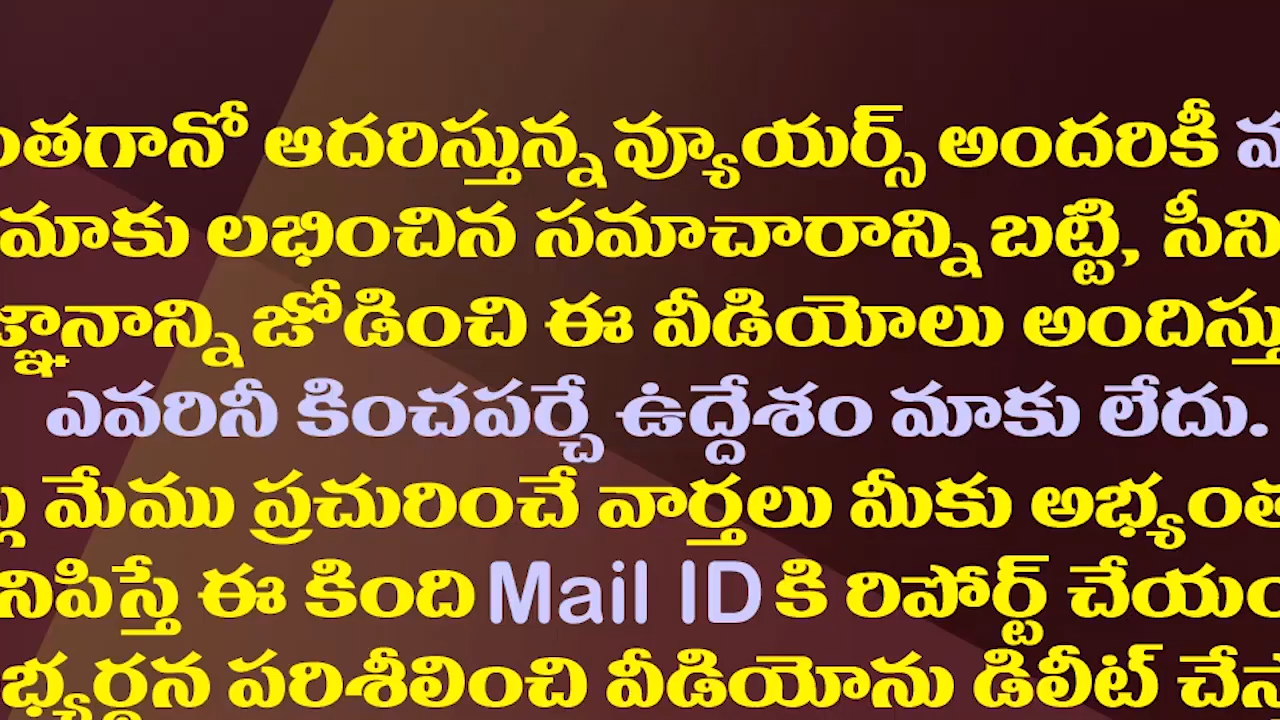 ంతగానో ఆదరిస్తున్న వ్యూయర్స్ అందరికీ
మాకు లభించిన సమాచారాన్ని బట్టి, సీని
జ్ఞానాన్ని జోడించి ఈ వీడియోలు అందిస్తు
ఎవరినీ కించపర్చే ఉద్దేశం మాకు లేదు.
మేము ప్రచురించే వార్తలు మీకు అభ్యంత
నిపిస్తే ఈ కింది Mail ID కి రిపోర్ట్ చేయం
భ్యర్థన పరిశీలించి వీడియోను డిలీట్ చేస